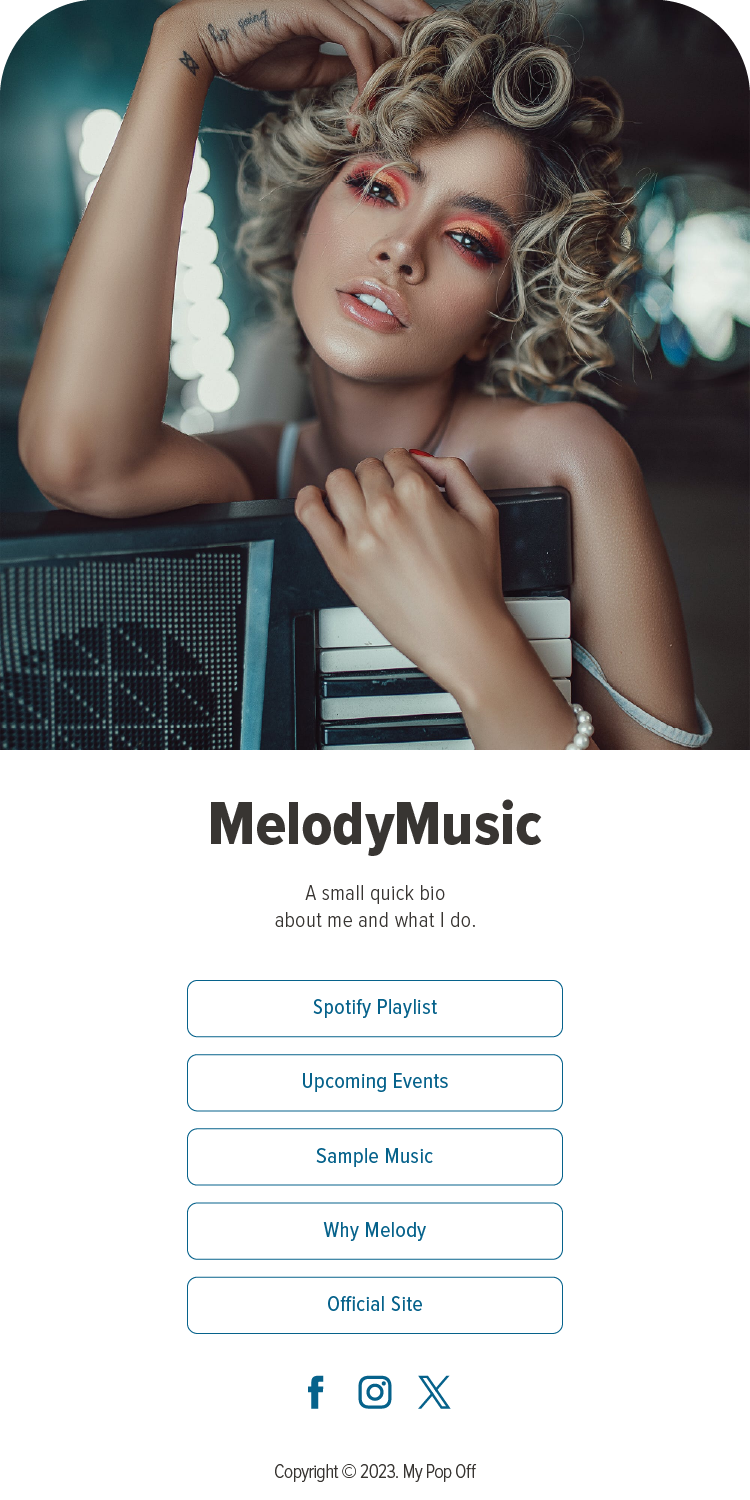 MelodyMusic
A small quick bio
about me and what I do.
Spotify Playlist
Upcoming Events
Sample Music
Why Melody
Official Site
Copyright © 2023. My Pop Off